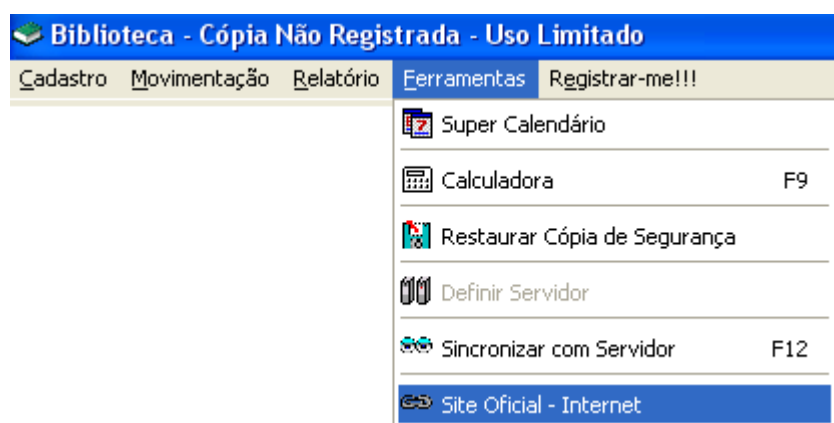 Biblioteca - Cópia Não Registrada - Uso Limitado
Cadastro Movimentação Relatório Ferramentas Registrar-me!!!
Super Calendário
Calculadora F9
Restaurar Cópia de Segurança
Definir Servidor
Sincronizar com Servidor F12
Site Oficial - Internet